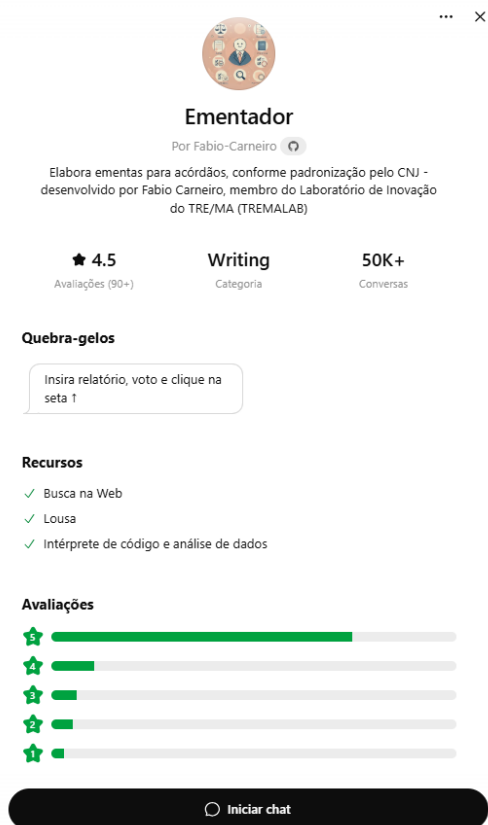 Ementador
Por Fabio-Carneiro
Elabora ementas para acórdãos, conforme padronização pelo CNJ -
desenvolvido por Fabio Carneiro, membro do Laboratório de Inovação
do TRE/MA (TREMALAB)
4.5 Writing 50K+
Avaliações (90+) Categoria Conversas
Quebra-gelos
Insira relatório, voto e clique na
seta ↑
Recursos
Busca na Web
Lousa
Intérprete de código e análise de dados
Avaliações
5
4
3
2
1
Iniciar chat